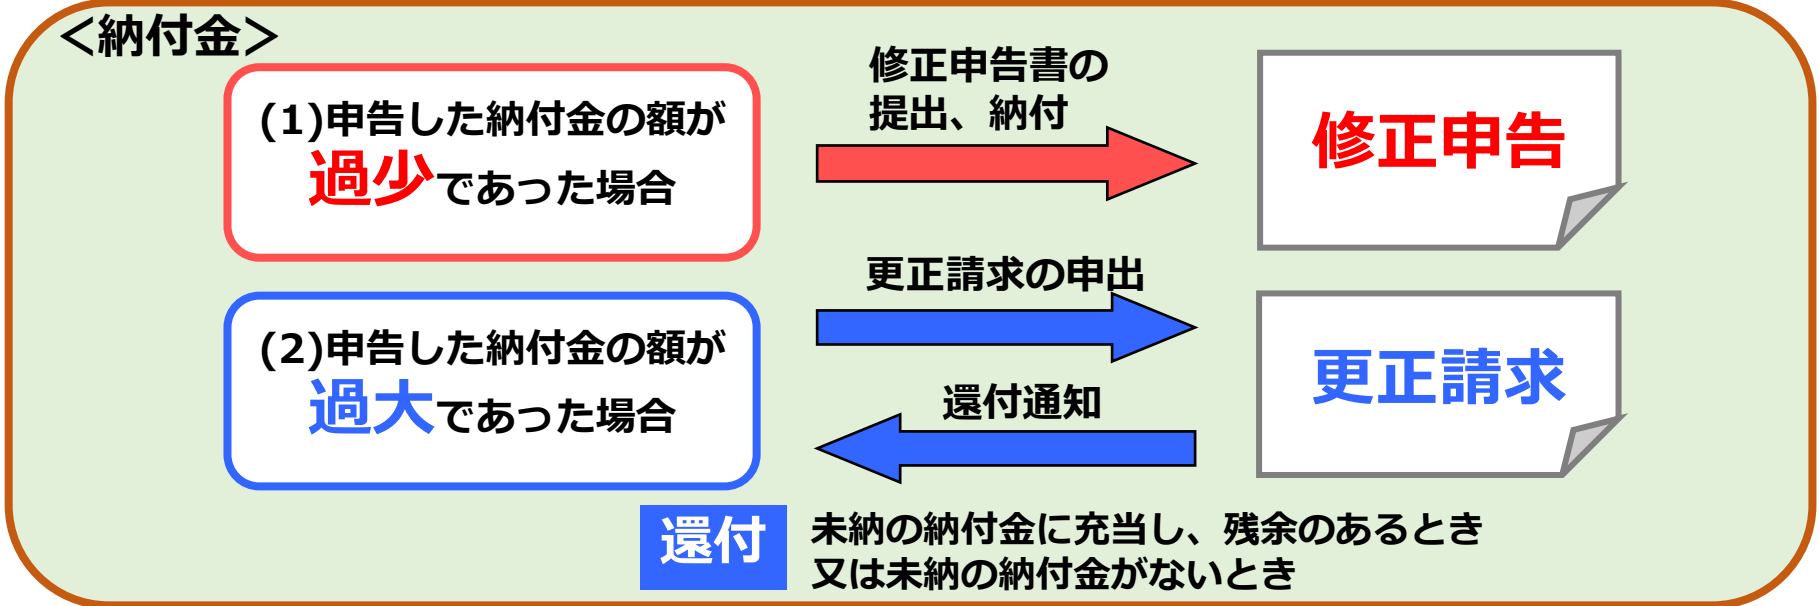 ＜納付金＞
(1)申告した納付金の額が
過少であった場合
修正申告書の
提出、納付
修正申告
(2)申告した納付金の額が
過大であった場合
更正請求の申出
還付通知
更正請求
還付
未納の納付金に充当し、残余のあるとき
又は未納の納付金がないとき